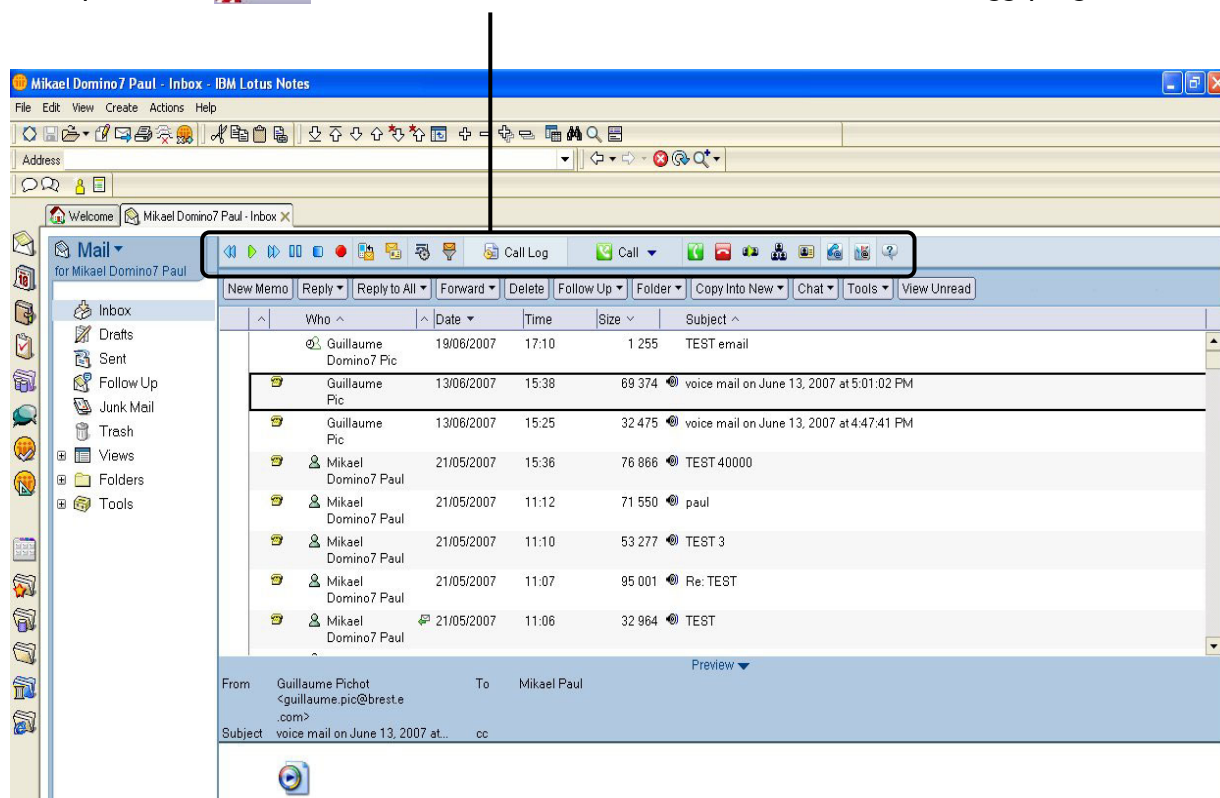 Mikael Domino7 Paul - Inbox - IBM Lotus Notes
File Edit View Create Actions Help
Address
Welcome Mikael Domino7 Paul - Inbox
Mail
for Mikael Domino7 Paul
Call Log Call
New Memo Reply Reply to All Forward Delete Follow Up Folder Copy Into New Chat Tools View Unread
Inbox
Drafts
Sent
Follow Up
Junk Mail
Trash
Views
Folders
Tools
Who Date Time Size Subject
Guillaume 19/06/2007 17:10 1 255 TEST email
Domino7 Pic
Guillaume 13/06/2007 15:38 69 374 voice mail on June 13, 2007 at 5:01:02 PM
Pic
Guillaume 13/06/2007 15:25 32 475 voice mail on June 13, 2007 at 4:47:41 PM
Pic
Mikael 21/05/2007 15:36 76 866 TEST 40000
Domino7 Paul
Mikael 21/05/2007 11:12 71 550 paul
Domino7 Paul
Mikael 21/05/2007 11:10 53 277 TEST 3
Domino7 Paul
Mikael 21/05/2007 11:07 95 001 Re: TEST
Domino7 Paul
Mikael 21/05/2007 11:06 32 964 TEST
Domino7 Paul
Preview
From Guillaume Pichot To Mikael Paul
<guillaume.pic@brest.e
.com>
Subject voice mail on June 13, 2007 at... cc